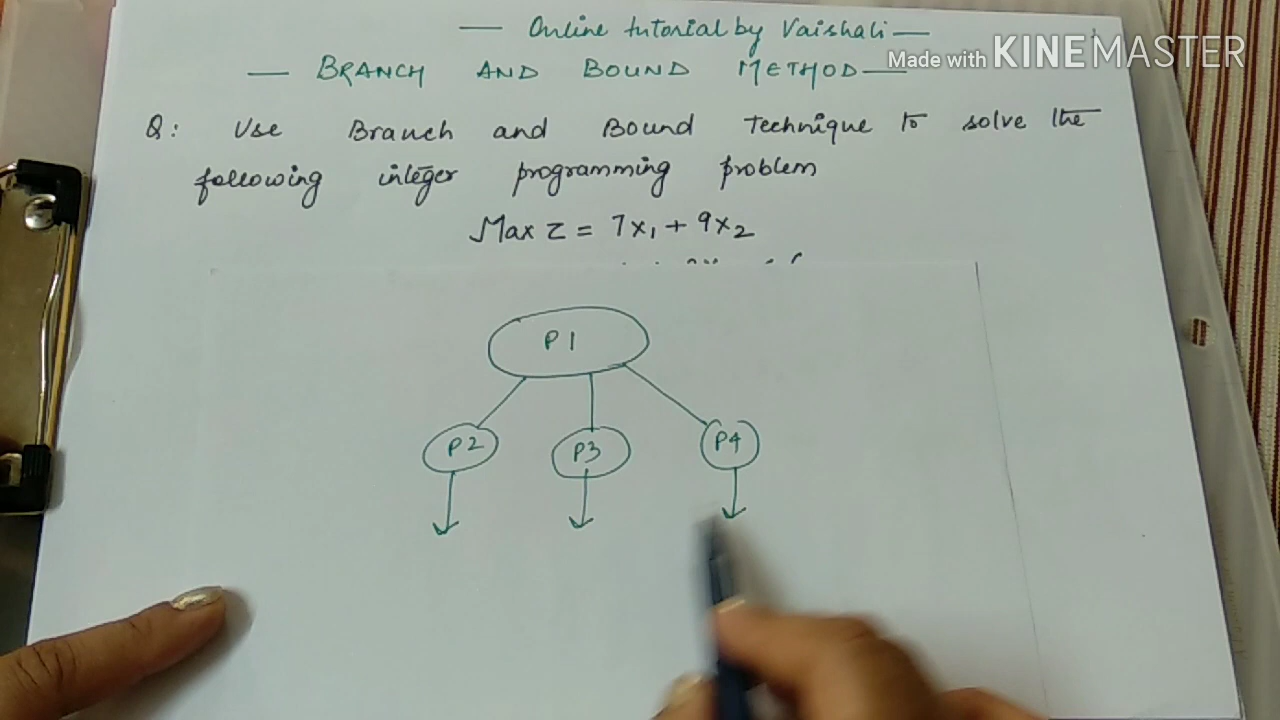 — Online tutorial by Vaishali —
Made with KINEMASTER
— BRANCH AND BOUND METHOD —
Q: Use Branch and Bound Technique to solve the
following integer programming problem
Max Z = 7x₁ + 9x₂
P1
P2 P3 P4